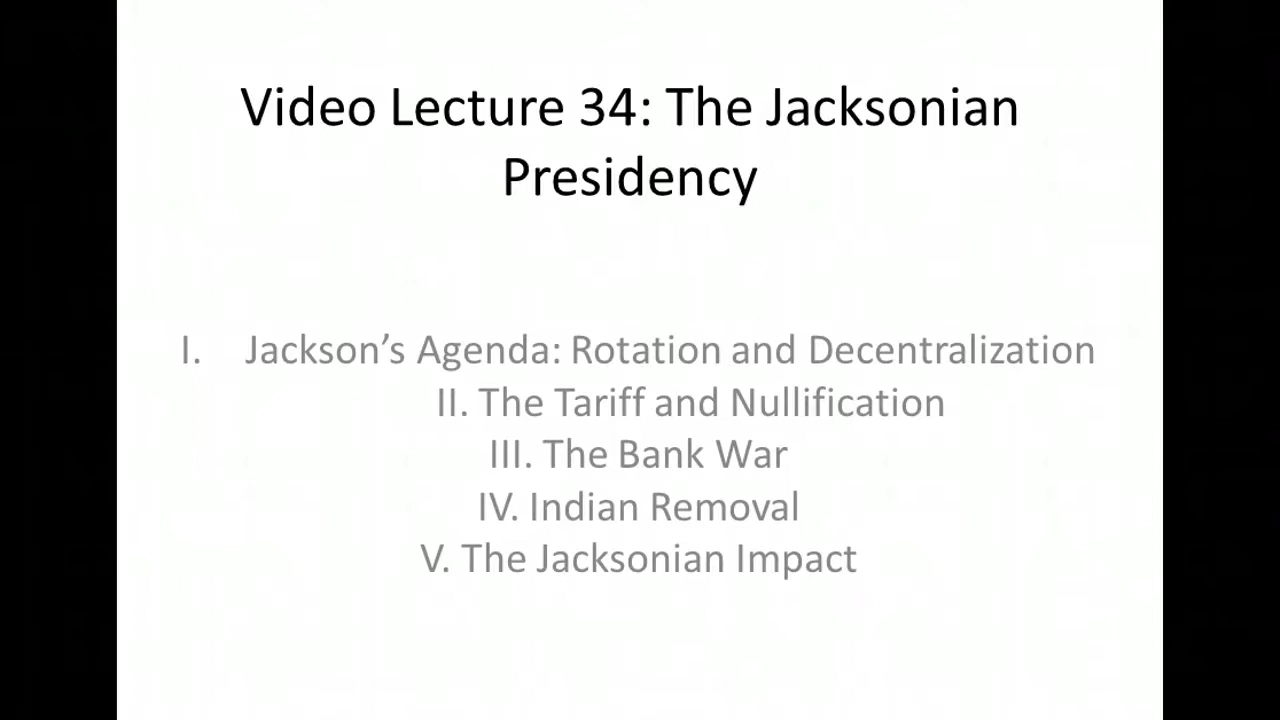 Video Lecture 34: The Jacksonian
Presidency
I. Jackson’s Agenda: Rotation and Decentralization
II. The Tariff and Nullification
III. The Bank War
IV. Indian Removal
V. The Jacksonian Impact